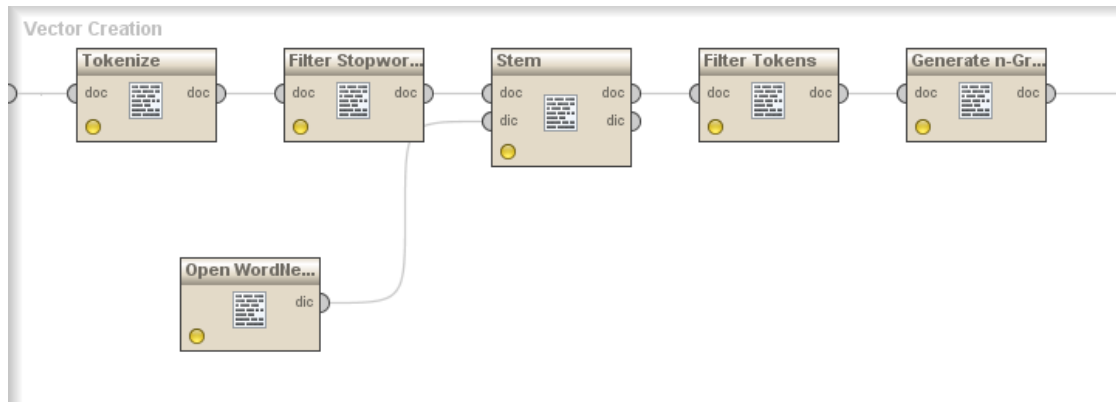 Vector Creation
Tokenize
doc doc
Filter Stopwor...
doc doc
Stem
doc doc
dic dic
Filter Tokens
doc doc
Generate n-Gr...
doc doc
Open WordNe...
dic